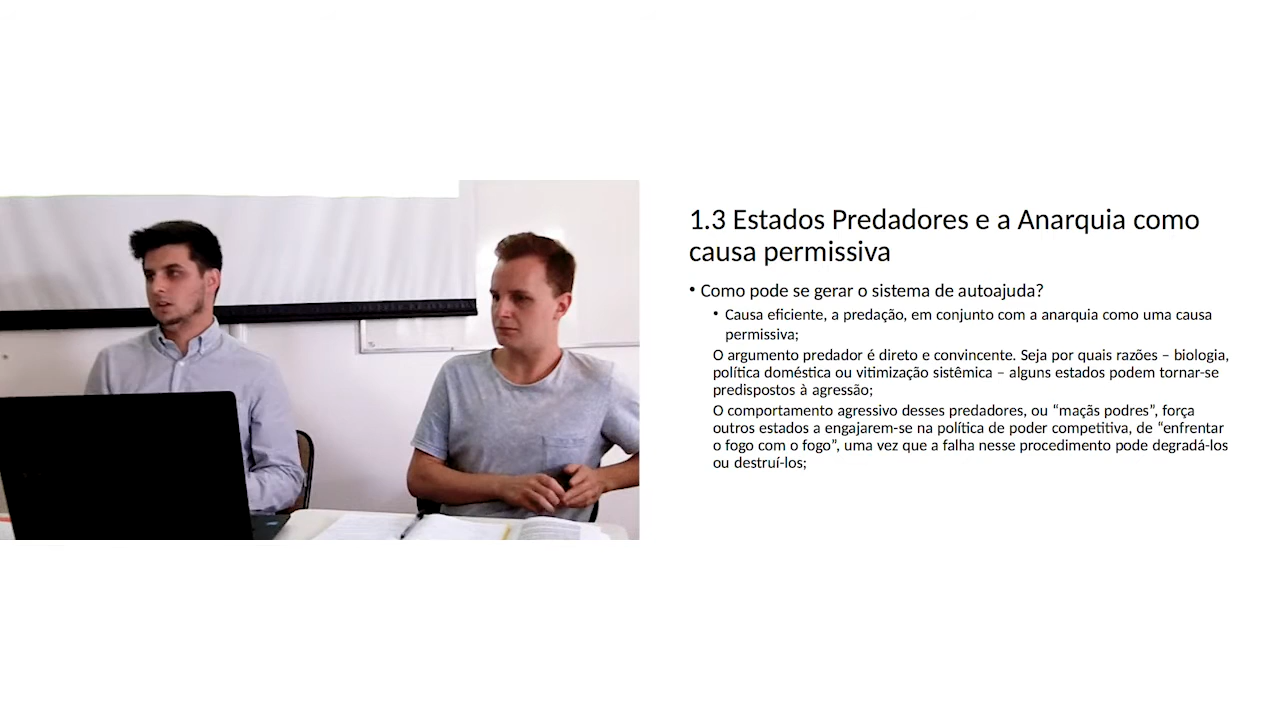 1.3 Estados Predadores e a Anarquia como
causa permissiva
• Como pode se gerar o sistema de autoajuda?
• Causa eficiente, a predação, em conjunto com a anarquia como uma causa
permissiva;
O argumento predador é direto e convincente. Seja por quais razões – biologia,
política doméstica ou vitimização sistêmica – alguns estados podem tornar-se
predispostos à agressão;
O comportamento agressivo desses predadores, ou “maçãs podres”, força
outros estados a engajarem-se na política de poder competitiva, de “enfrentar
o fogo com o fogo”, uma vez que a falha nesse procedimento pode degradá-los
ou destruí-los;